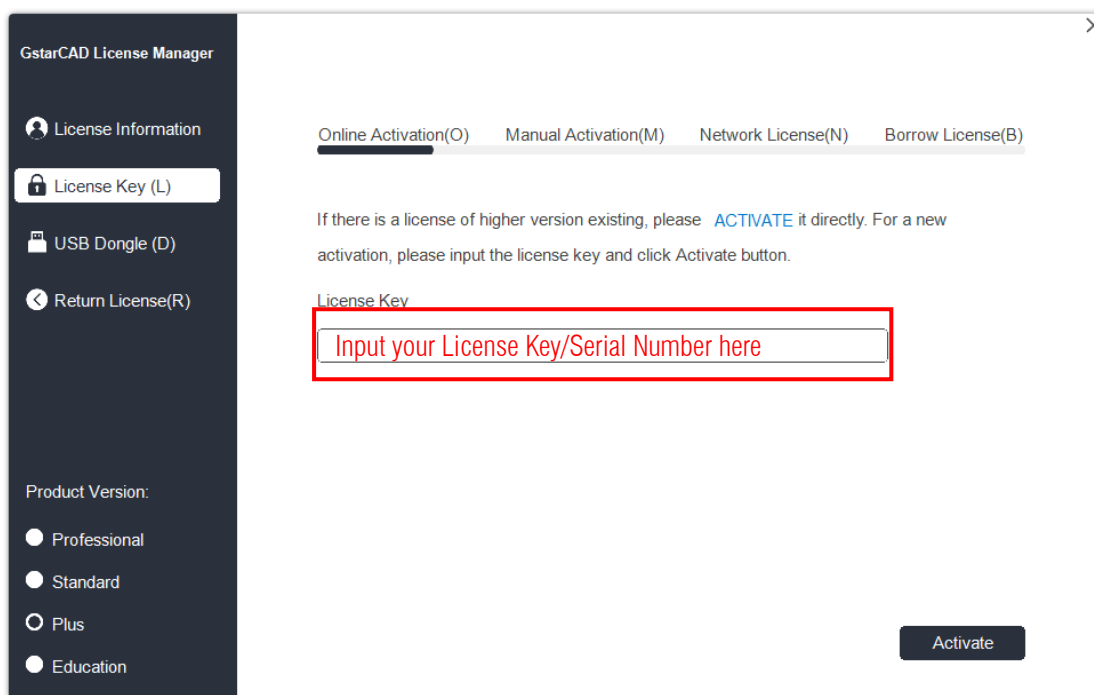 GstarCAD License Manager
License Information
License Key (L)
USB Dongle (D)
Return License(R)
Product Version:
Professional
Standard
Plus
Education
Online Activation(O) Manual Activation(M) Network License(N) Borrow License(B)
If there is a license of higher version existing, please ACTIVATE it directly. For a new
activation, please input the license key and click Activate button.
License Key
Input your License Key/Serial Number here
Activate